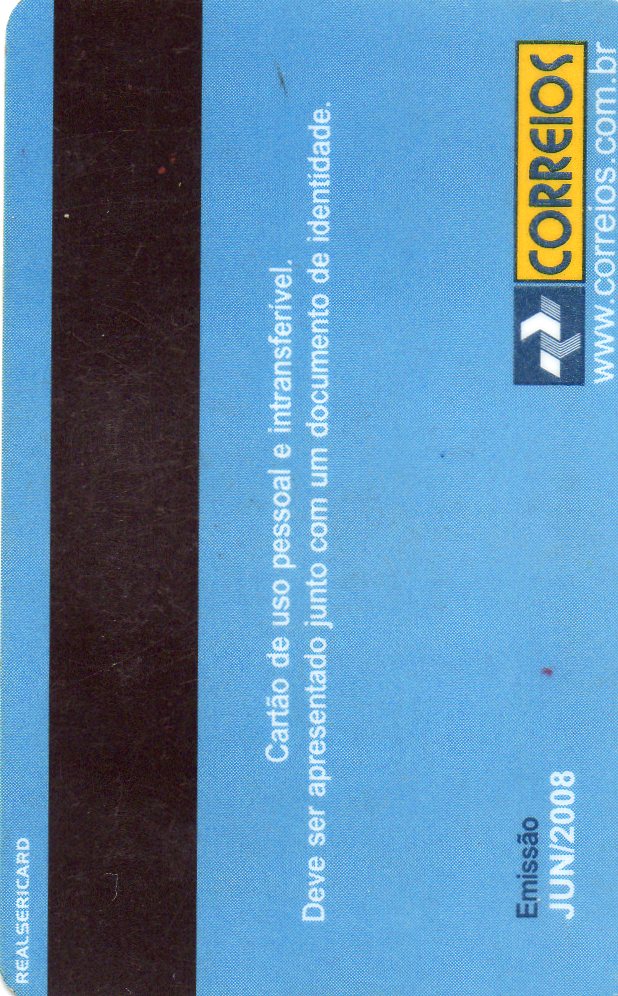 REALSERICARD
Cartão de uso pessoal e intransferível.
Deve ser apresentado junto com um documento de identidade.
Emissão
JUN/2008
CORREIOS
www.correios.com.br